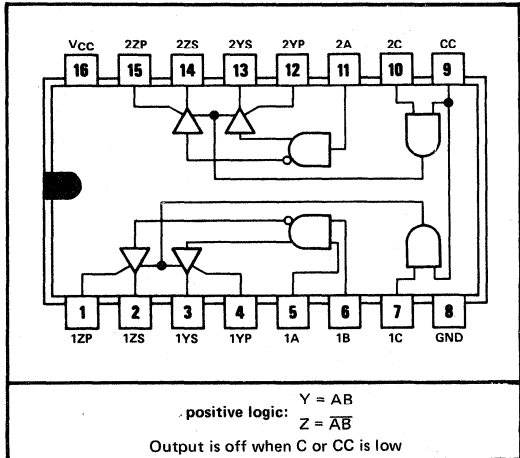 VCC 2ZP 2ZS 2YS 2YP 2A 2C CC
16 15 14 13 12 11 10 9
1 2 3 4 5 6 7 8
1ZP 1ZS 1YS 1YP 1A 1B 1C GND
positive logic: Y = AB
Z = \overline{AB}
Output is off when C or CC is low